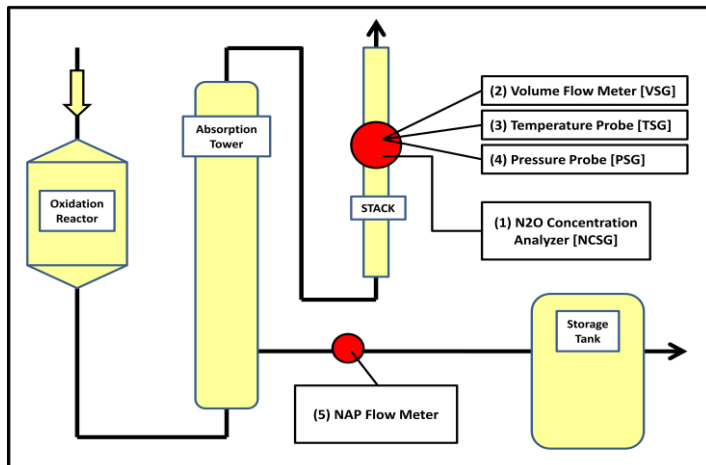 (2) Volume Flow Meter [VSG]
(3) Temperature Probe [TSG]
(4) Pressure Probe [PSG]
Absorption
Tower
Oxidation
Reactor
STACK
(1) N2O Concentration
Analyzer [NCSG]
Storage
Tank
(5) NAP Flow Meter